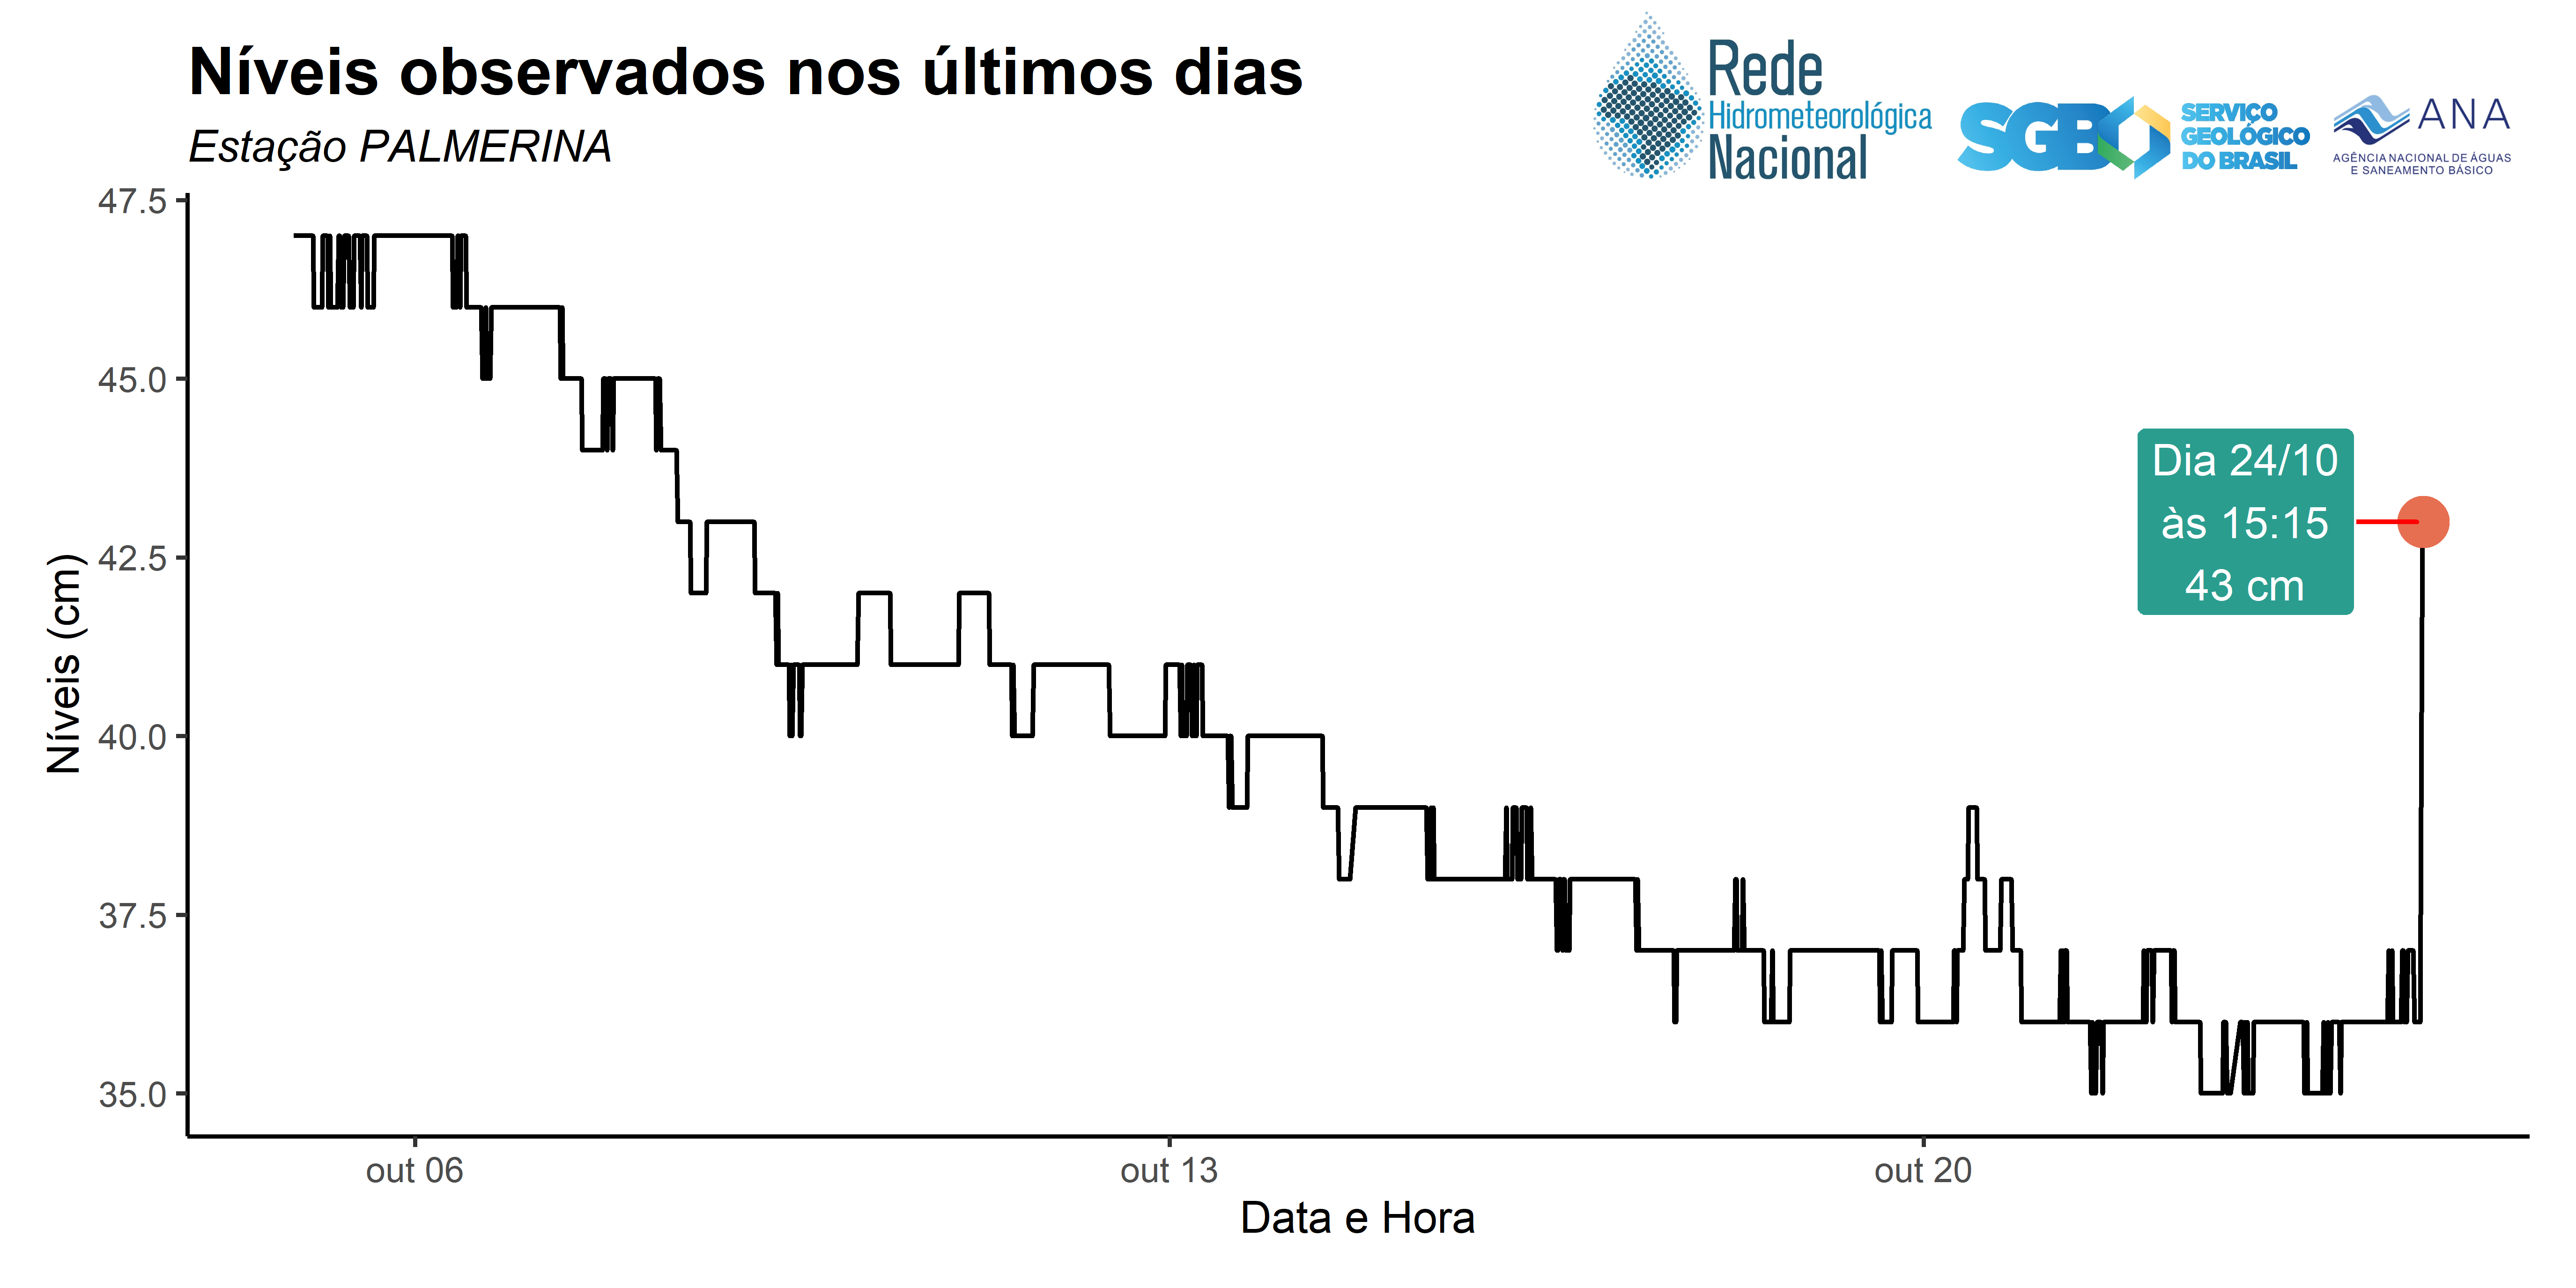 Níveis observados nos últimos dias
Estação PALMERINA
Rede
Hidrometeorológica
Nacional
SGB
SERVIÇO
GEOLÓGICO
DO BRASIL
ANA
AGÊNCIA NACIONAL DE ÁGUAS
E SANEAMENTO BÁSICO
Níveis (cm)
47.5
45.0
42.5
40.0
37.5
35.0
Dia 24/10
às 15:15
43 cm
out 06
out 13
out 20
Data e Hora